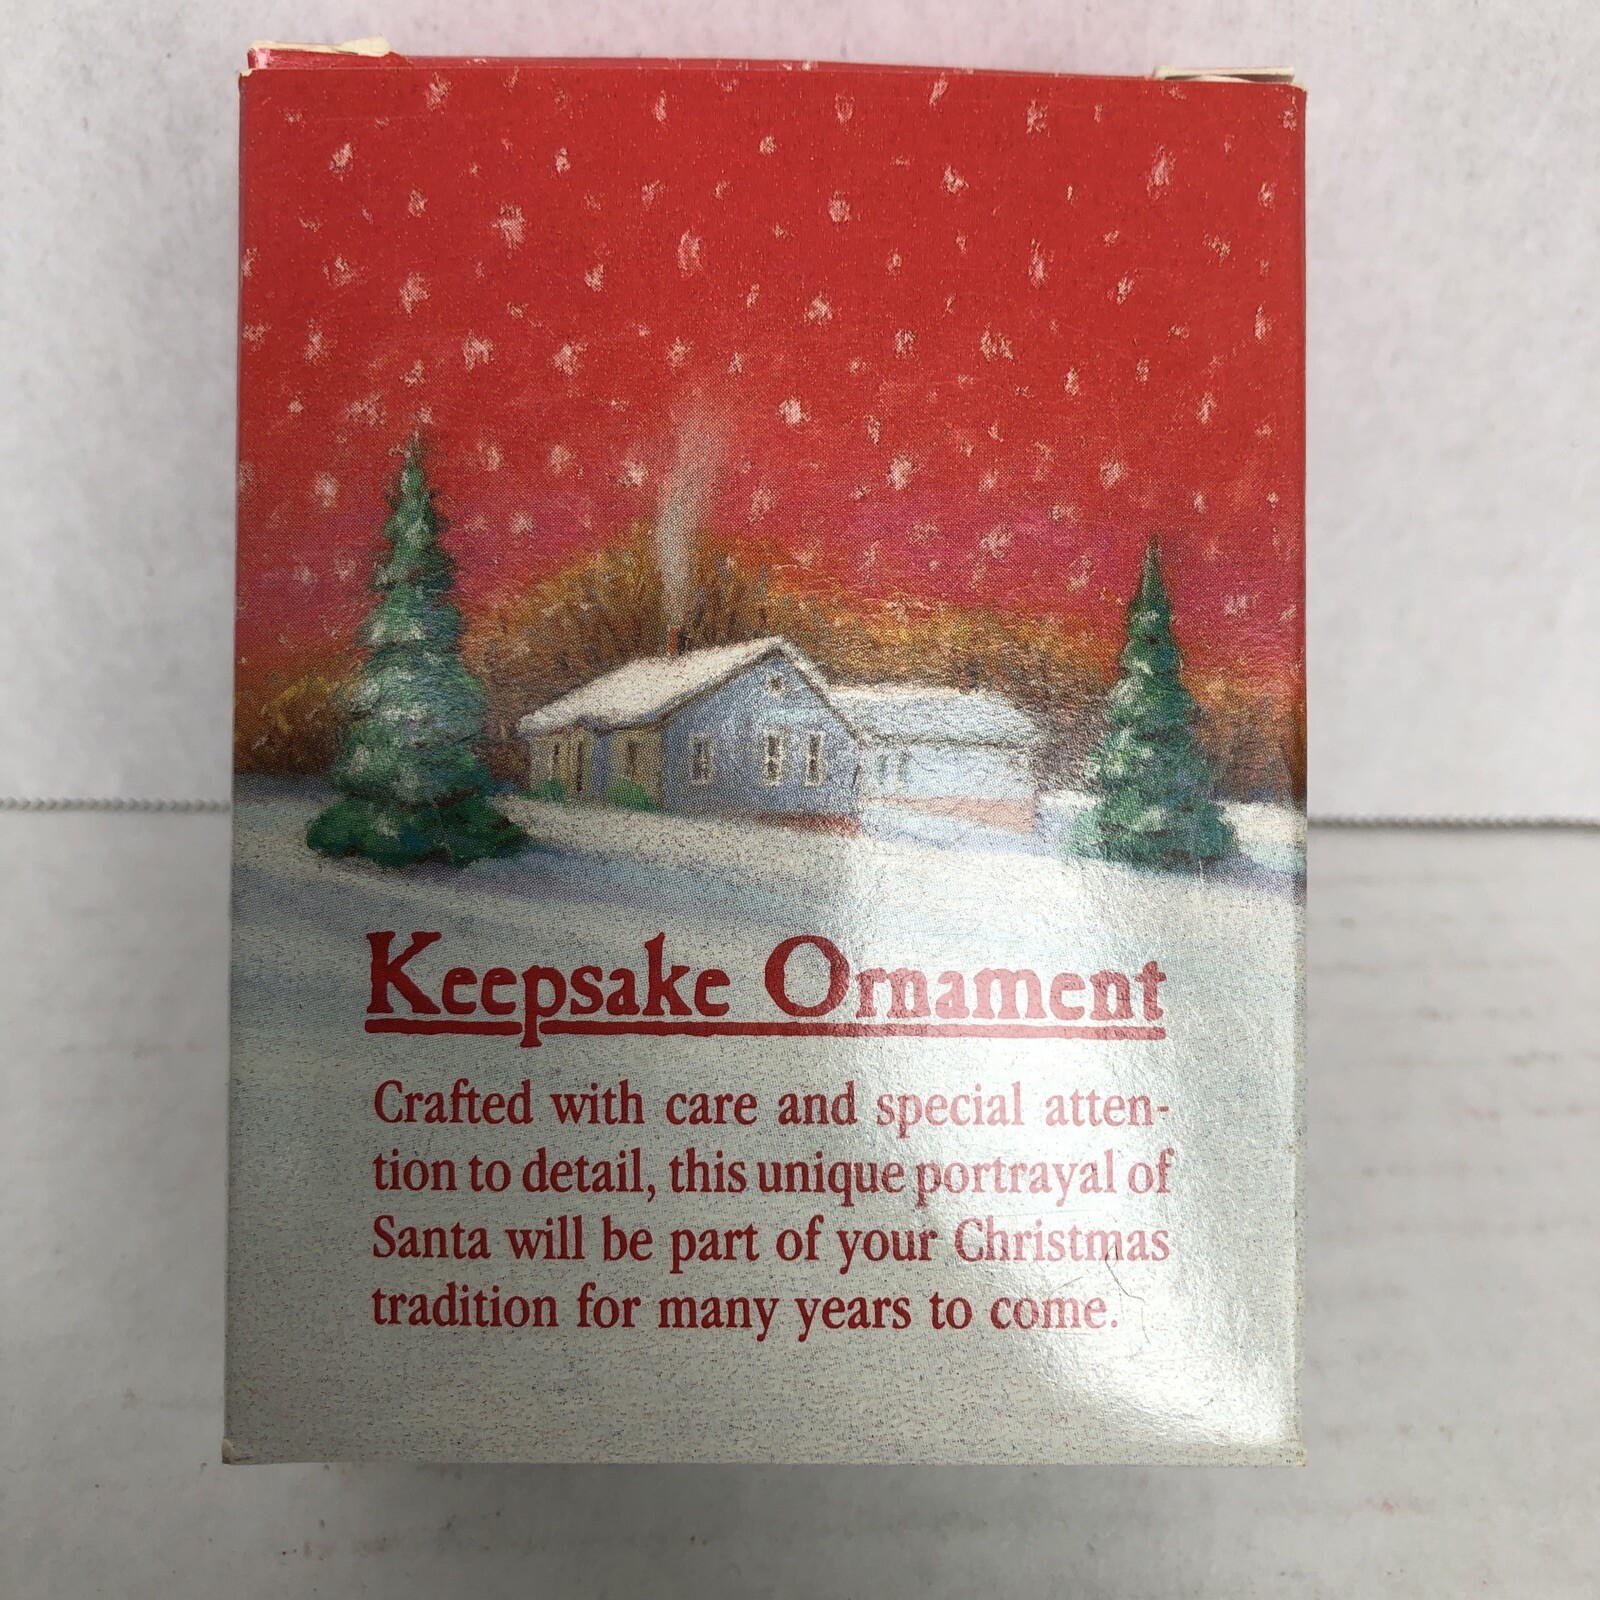 Keepsake Ornament
Crafted with care and special atten-
tion to detail, this unique portrayal of
Santa will be part of your Christmas
tradition for many years to come.